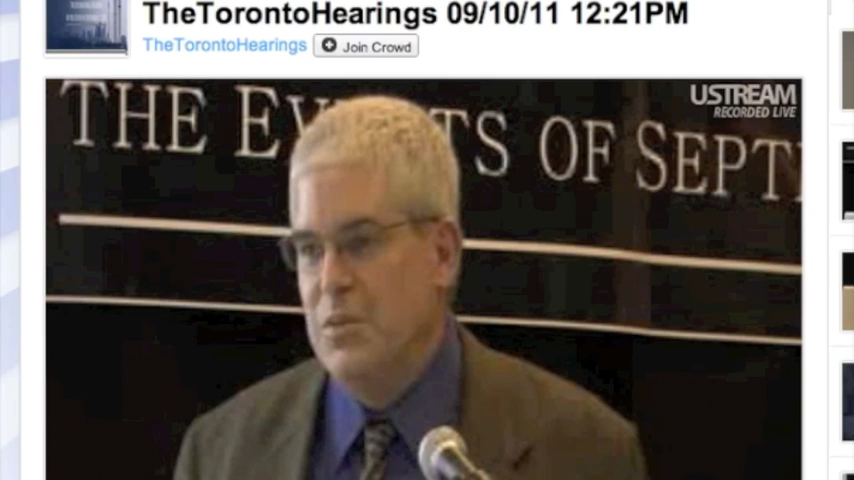 TheTorontoHearings 09/10/11 12:21PM
TheTorontoHearings Join Crowd
USTREAM
RECORDED LIVE
THE EV TS OF SEPT